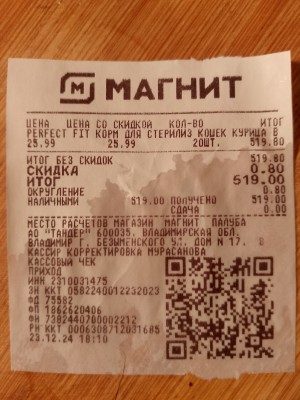 М МАГНИТ
ЦЕНА ЦЕНА СО СКИДКОЙ КОЛ-ВО ИТОГ
PERFECT FIT КОРМ ДЛЯ СТЕРИЛИЗ КОШЕК КУРИЦА В
25.99 25.99 20ШТ. 519.80
ИТОГ БЕЗ СКИДОК 519.80
СКИДКА 0.80
ИТОГ 519.00
ОКРУГЛЕНИЕ 0.80
НАЛИЧНЫМИ 519.00 ПОЛУЧЕНО 519.00
СДАЧА 0.00
МЕСТО РАСЧЕТОВ МАГАЗИН МАГНИТ ПАЛУБА
АО "ТАНДЕР" 600035, ВЛАДИМИРСКАЯ ОБЛ,
ВЛАДИМИР Г, БЕЗЫМЕНСКОГО УЛ, ДОМ N 17,
КАССИР КОРРЕКТИРОВКА МУРАСАНОВА
КАССОВЫЙ ЧЕК
ПРИХОД
ИНН 2310031475
ЗН ККТ 0582240012232023
ФД 75582
ФП 1862620406
ФН 7382440700002212
РН ККТ 0006308712031685
23.12.24 18:10